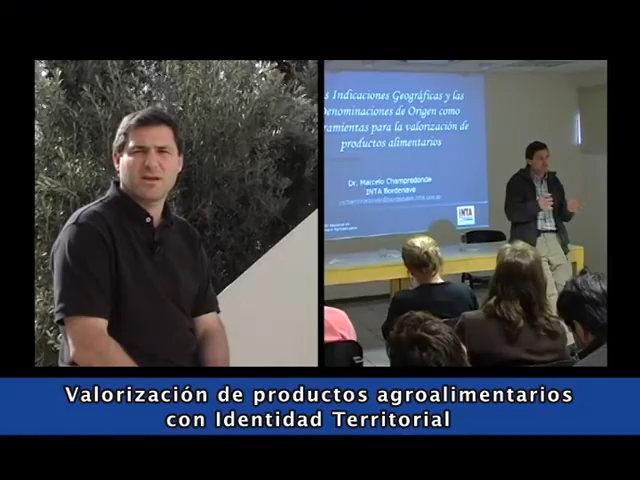 Indicaciones Geográficas y las
Denominaciones de Origen como
para la valorización de
productos alimentarios
Dr. Marcelo Champredonde
INTA Bordenave
INTA
Valorización de productos agroalimentarios
con Identidad Territorial